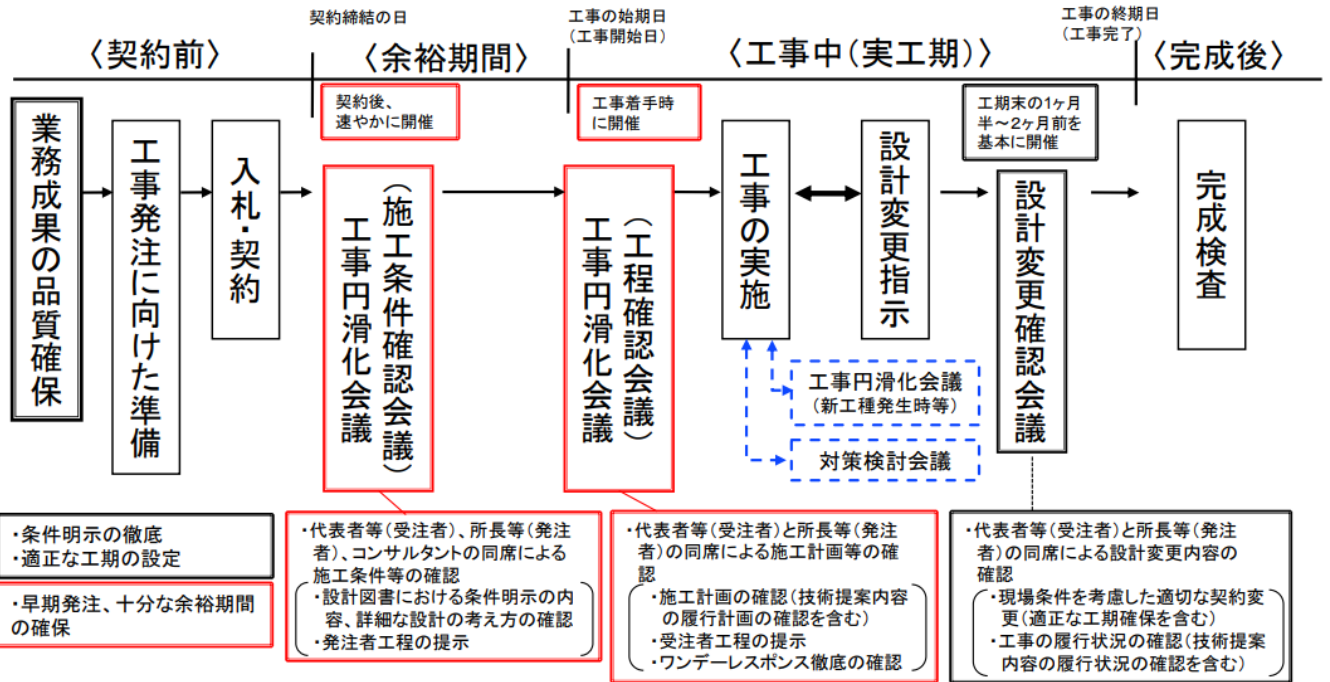 契約締結の日
工事の始期日
(工事開始日)
工事の終期日
(工事完了)
〈契約前〉
〈余裕期間〉
〈工事中(実工期)〉
〈完成後〉
契約後、
速やかに開催
工事着手時
に開催
工期末の1ヶ月
半～2ヶ月前を
基本に開催
業務成果の品質確保
工事発注に向けた準備
入札・契約
(施工条件確認会議)
工事円滑化会議
(工程確認会議)
工事円滑化会議
工事の実施
設計変更指示
設計変更確認会議
完成検査
工事円滑化会議
(新工種発生時等)
対策検討会議
・条件明示の徹底
・適正な工期の設定
・早期発注、十分な余裕期間
の確保
・代表者等(受注者)、所長等(発注
者)、コンサルタントの同席による
施工条件等の確認
・設計図書における条件明示の内
容、詳細な設計の考え方の確認
・発注者工程の提示
・代表者等(受注者)と所長等(発注
者)の同席による施工計画等の確
認
・施工計画の確認(技術提案内容
の履行計画の確認を含む)
・受注者工程の提示
・ワンデーレスポンス徹底の確認
・代表者等(受注者)と所長等(発注
者)の同席による設計変更内容の
確認
・現場条件を考慮した適切な契約変
更(適正な工期確保を含む)
・工事の履行状況の確認(技術提案
内容の履行状況の確認を含む)